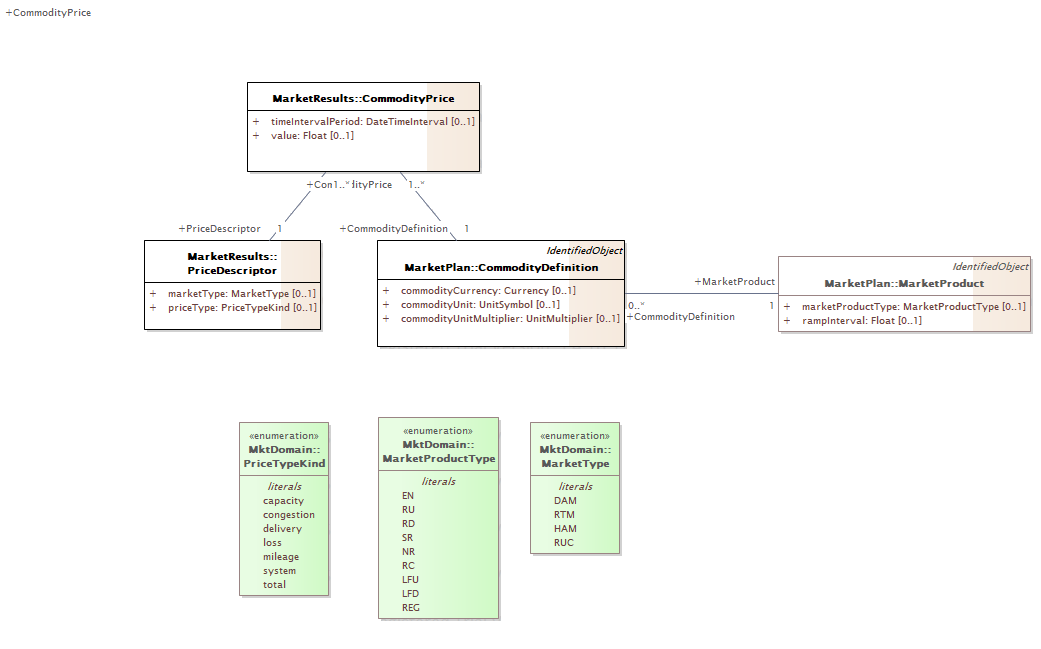 +CommodityPrice
MarketResults::CommodityPrice
+ timeIntervalPeriod: DateTimeInterval [0..1]
+ value: Float [0..1]
1..* 1..*
+PriceDescriptor 1
+CommodityDefinition 1
MarketResults::
PriceDescriptor
+ marketType: MarketType [0..1]
+ priceType: PriceTypeKind [0..1]
IdentifiedObject
MarketPlan::CommodityDefinition
+ commodityCurrency: Currency [0..1]
+ commodityUnit: UnitSymbol [0..1]
+ commodityUnitMultiplier: UnitMultiplier [0..1]
+MarketProduct
0..* 1
+CommodityDefinition
IdentifiedObject
MarketPlan::MarketProduct
+ marketProductType: MarketProductType [0..1]
+ rampInterval: Float [0..1]
«enumeration»
MktDomain::
PriceTypeKind
literals
capacity
congestion
delivery
loss
mileage
system
total
«enumeration»
MktDomain::
MarketProductType
literals
EN
RU
RD
SR
NR
RC
LFU
LFD
REG
«enumeration»
MktDomain::
MarketType
literals
DAM
RTM
HAM
RUC